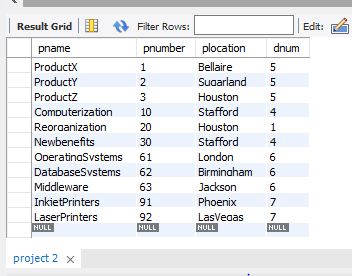 Result Grid Filter Rows: Edit:
pname pnumber plocation dnum
ProductX 1 Bellaire 5
ProductY 2 Sugarland 5
ProductZ 3 Houston 5
Computerization 10 Stafford 4
Reorganization 20 Houston 1
Newbenefits 30 Stafford 4
OperatingSystems 61 London 6
DatabaseSystems 62 Birmingham 6
Middleware 63 Jackson 6
InkjetPrinters 91 Phoenix 7
LaserPrinters 92 LasVegas 7
NULL NULL NULL NULL
project 2 ×